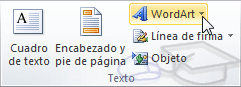 Cuadro
de texto
Encabezado y
pie de página
WordArt
Línea de firma
Objeto
Texto